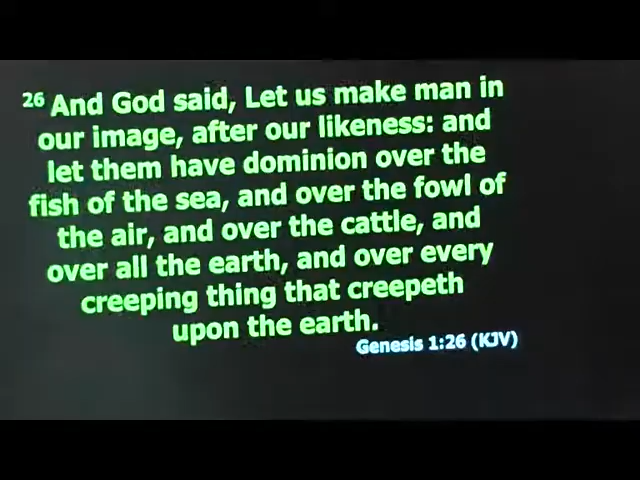 26 And God said, Let us make man in
our image, after our likeness: and
let them have dominion over the
fish of the sea, and over the fowl of
the air, and over the cattle, and
over all the earth, and over every
creeping thing that creepeth
upon the earth.
Genesis 1:26 (KJV)